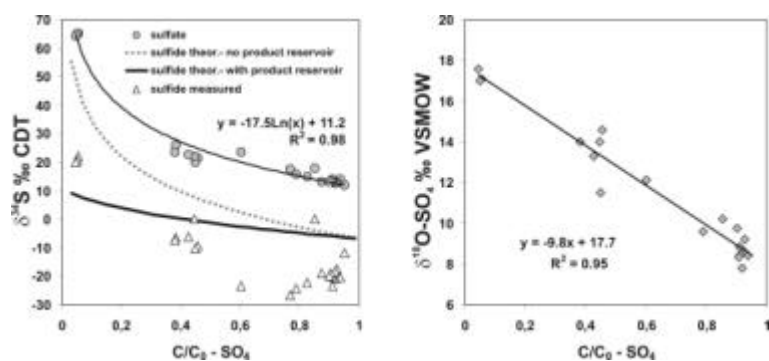 70
60
50
40
30
20
10
0
-10
-20
-30
δ³⁴S ‰ CDT
sulfate
sulfide theor.- no product reservoir
sulfide theor.- with product reservoir
sulfide measured
y = -17.5Ln(x) + 11.2
R² = 0.98
0 0,2 0,4 0,6 0,8 1
C/C₀ - SO₄
18
16
14
12
10
8
6
δ¹⁸O-SO₄ ‰ VSMOW
y = -9.8x + 17.7
R² = 0.95
0 0,2 0,4 0,6 0,8 1
C/C₀ - SO₄